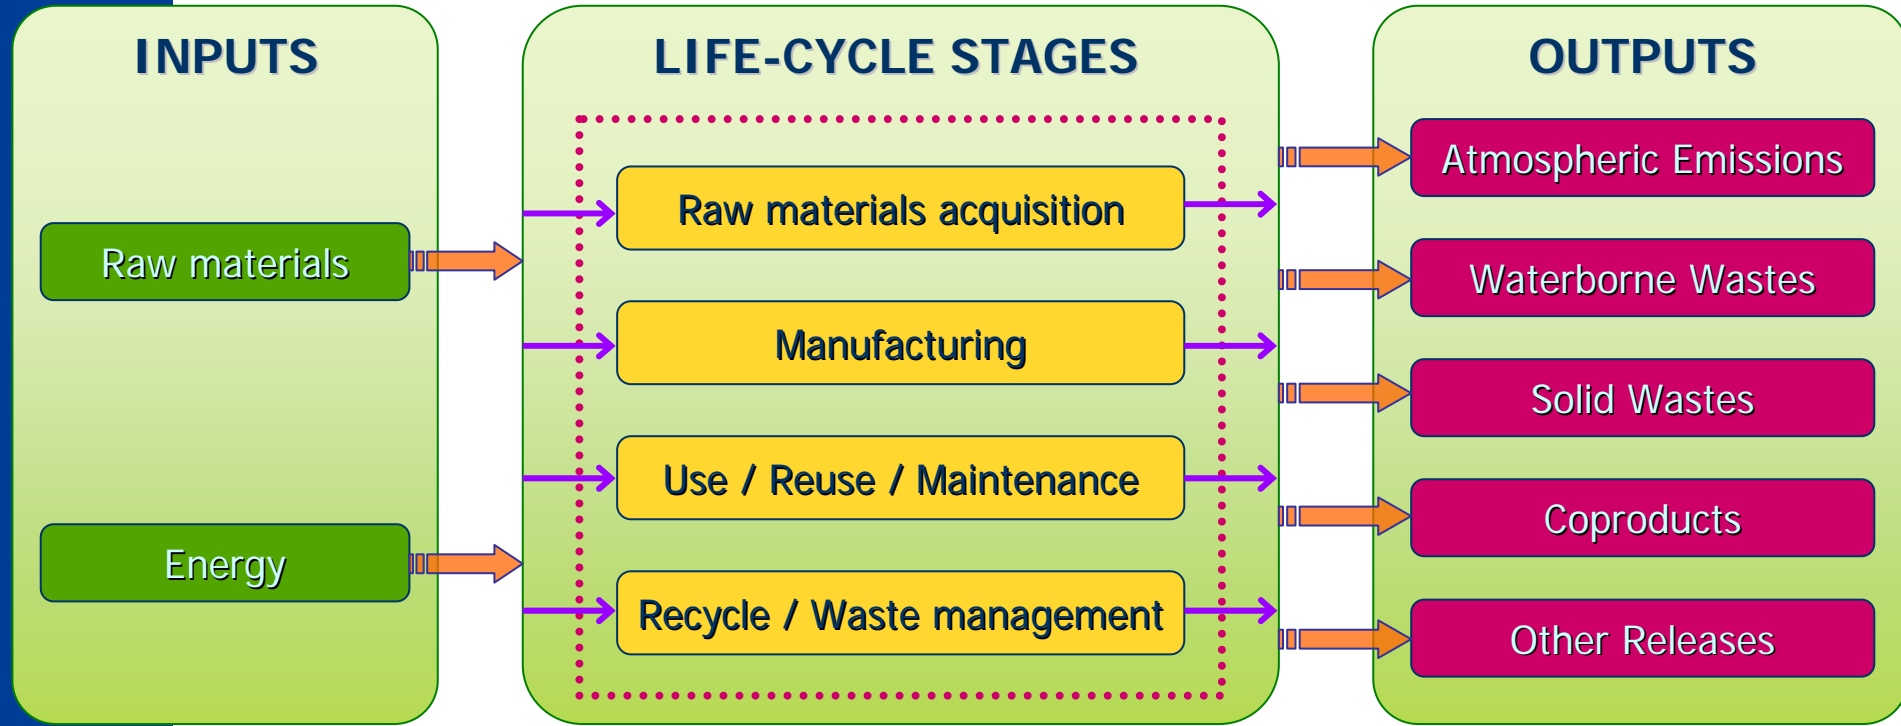 INPUTS
Raw materials
Energy
LIFE-CYCLE STAGES
Raw materials acquisition
Manufacturing
Use / Reuse / Maintenance
Recycle / Waste management
OUTPUTS
Atmospheric Emissions
Waterborne Wastes
Solid Wastes
Coproducts
Other Releases